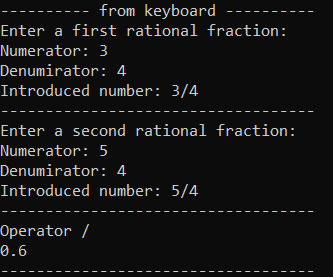 ---------- from keyboard ----------
Enter a first rational fraction:
Numerator: 3
Denumirator: 4
Introduced number: 3/4
-----------------------------------
Enter a second rational fraction:
Numerator: 5
Denumirator: 4
Introduced number: 5/4
-----------------------------------
Operator /
0.6
-----------------------------------